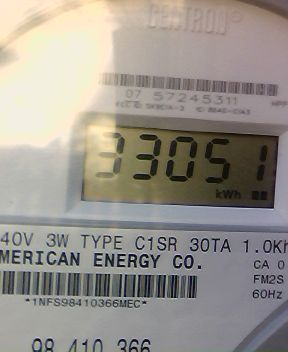 CENTRON®
07 57245311
33051
kWh
40V 3W TYPE C1SR 30TA 1.0Kh
MERICAN ENERGY CO.
CA 0
FM2S
60Hz
*1NFS98410366MEC*
98 410 366